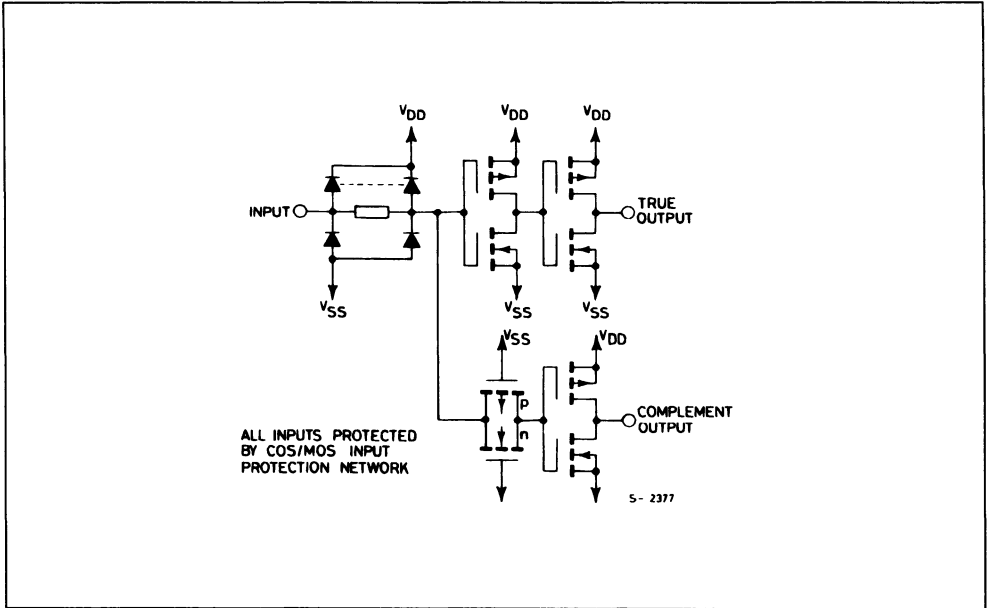 VDD
VDD
VDD
INPUT
TRUE
OUTPUT
VSS
VSS
VSS
VSS
VDD
p
n
COMPLEMENT
OUTPUT
ALL INPUTS PROTECTED
BY COS/MOS INPUT
PROTECTION NETWORK
S- 2377